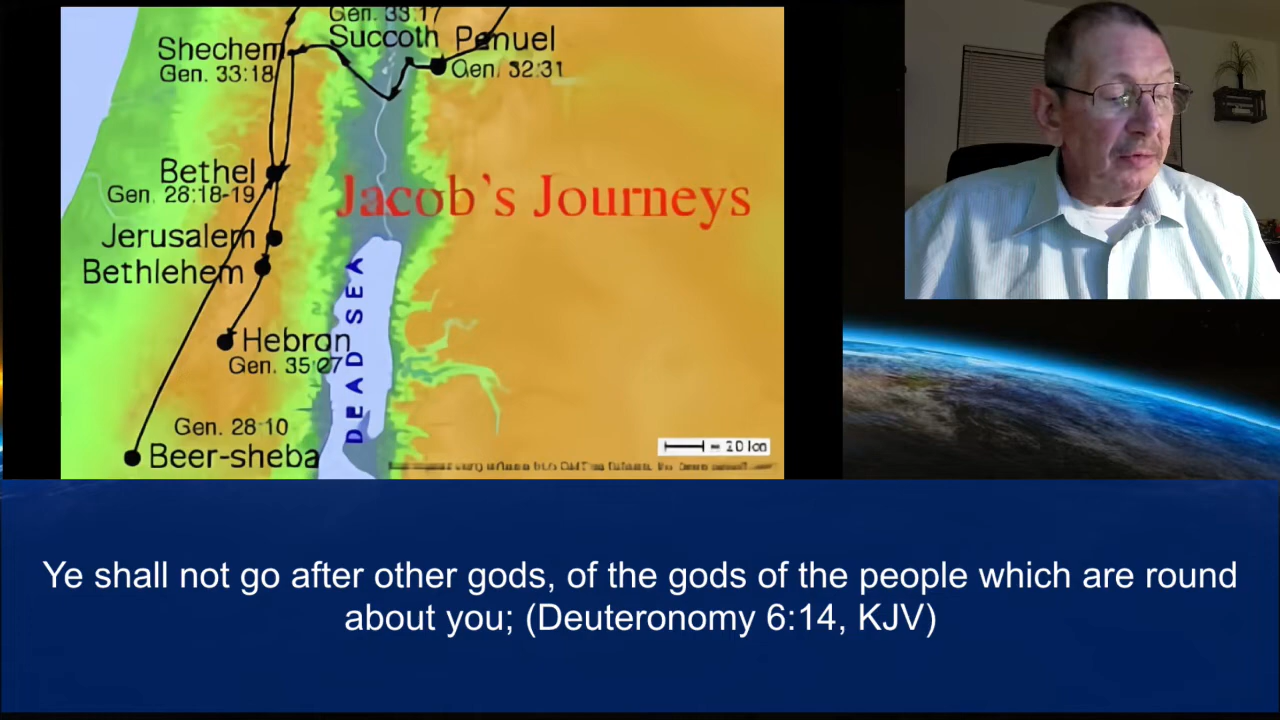 Gen. 33:17
Succoth
Penuel
Gen. 32:31
Shechem
Gen. 33:18
Bethel
Gen. 28:18-19
Jacob's Journeys
Jerusalem
Bethlehem
DEAD SEA
Hebron
Gen. 35:27
Gen. 28:10
Beer-sheba
Ye shall not go after other gods, of the gods of the people which are round
about you; (Deuteronomy 6:14, KJV)